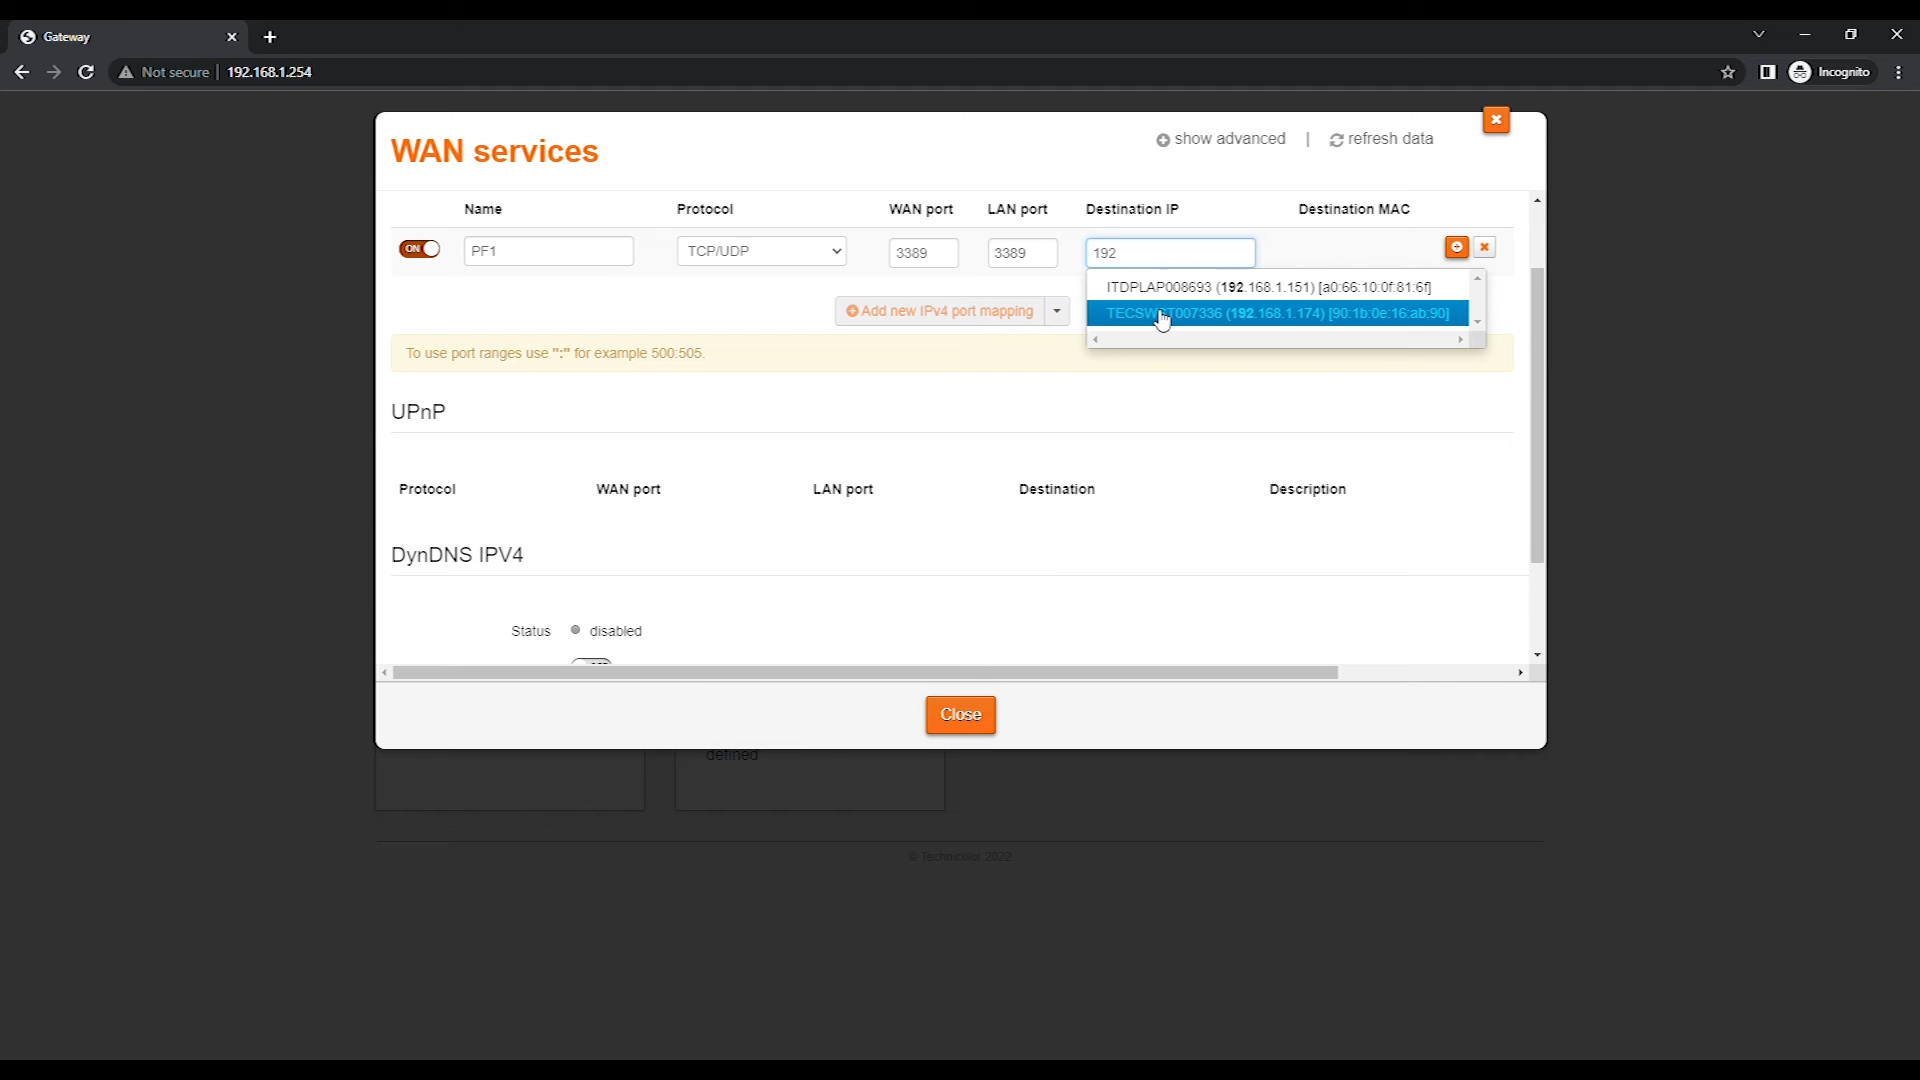 Gateway
Not secure 192.168.1.254
Incognito
WAN services
show advanced | refresh data
Name Protocol WAN port LAN port Destination IP Destination MAC
ON PF1 TCP/UDP 3389 3389 192
ITDPLAP008693 (192.168.1.151) [a0:66:10:0f:81:6f]
Add new IPv4 port mapping
(192.168.1.174) [90:1b:0e:16:ab:90]
To use port ranges use ":" for example 500:505.
UPnP
Protocol WAN port LAN port Destination Description
DynDNS IPV4
Status disabled
Close
defined
© Technicolor 2022